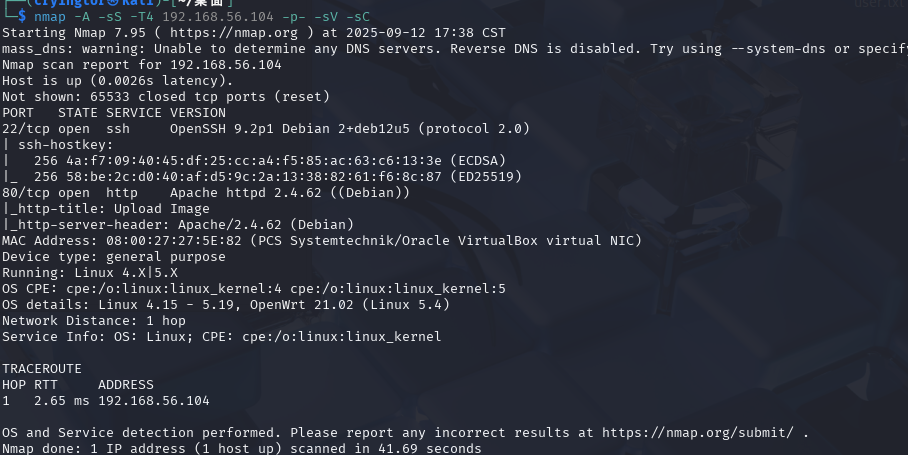 ┌──(tryingtor㉿kali)-[~/桌面]
└─$ nmap -A -sS -T4 192.168.56.104 -p- -sV -sC
Starting Nmap 7.95 ( https://nmap.org ) at 2025-09-12 17:38 CST
mass_dns: warning: Unable to determine any DNS servers. Reverse DNS is disabled. Try using --system-dns or specify
Nmap scan report for 192.168.56.104
Host is up (0.0026s latency).
Not shown: 65533 closed tcp ports (reset)
PORT   STATE SERVICE VERSION
22/tcp open  ssh     OpenSSH 9.2p1 Debian 2+deb12u5 (protocol 2.0)
| ssh-hostkey:
|   256 4a:f7:09:40:45:df:25:cc:a4:f5:85:ac:63:c6:13:3e (ECDSA)
|_  256 58:be:2c:d0:40:af:d5:9c:2a:13:38:82:61:f6:8c:87 (ED25519)
80/tcp open  http    Apache httpd 2.4.62 ((Debian))
|_http-title: Upload Image
|_http-server-header: Apache/2.4.62 (Debian)
MAC Address: 08:00:27:27:5E:82 (PCS Systemtechnik/Oracle VirtualBox virtual NIC)
Device type: general purpose
Running: Linux 4.X|5.X
OS CPE: cpe:/o:linux:linux_kernel:4 cpe:/o:linux:linux_kernel:5
OS details: Linux 4.15 - 5.19, OpenWrt 21.02 (Linux 5.4)
Network Distance: 1 hop
Service Info: OS: Linux; CPE: cpe:/o:linux:linux_kernel
TRACEROUTE
HOP RTT     ADDRESS
1   2.65 ms 192.168.56.104
OS and Service detection performed. Please report any incorrect results at https://nmap.org/submit/ .
Nmap done: 1 IP address (1 host up) scanned in 41.69 seconds